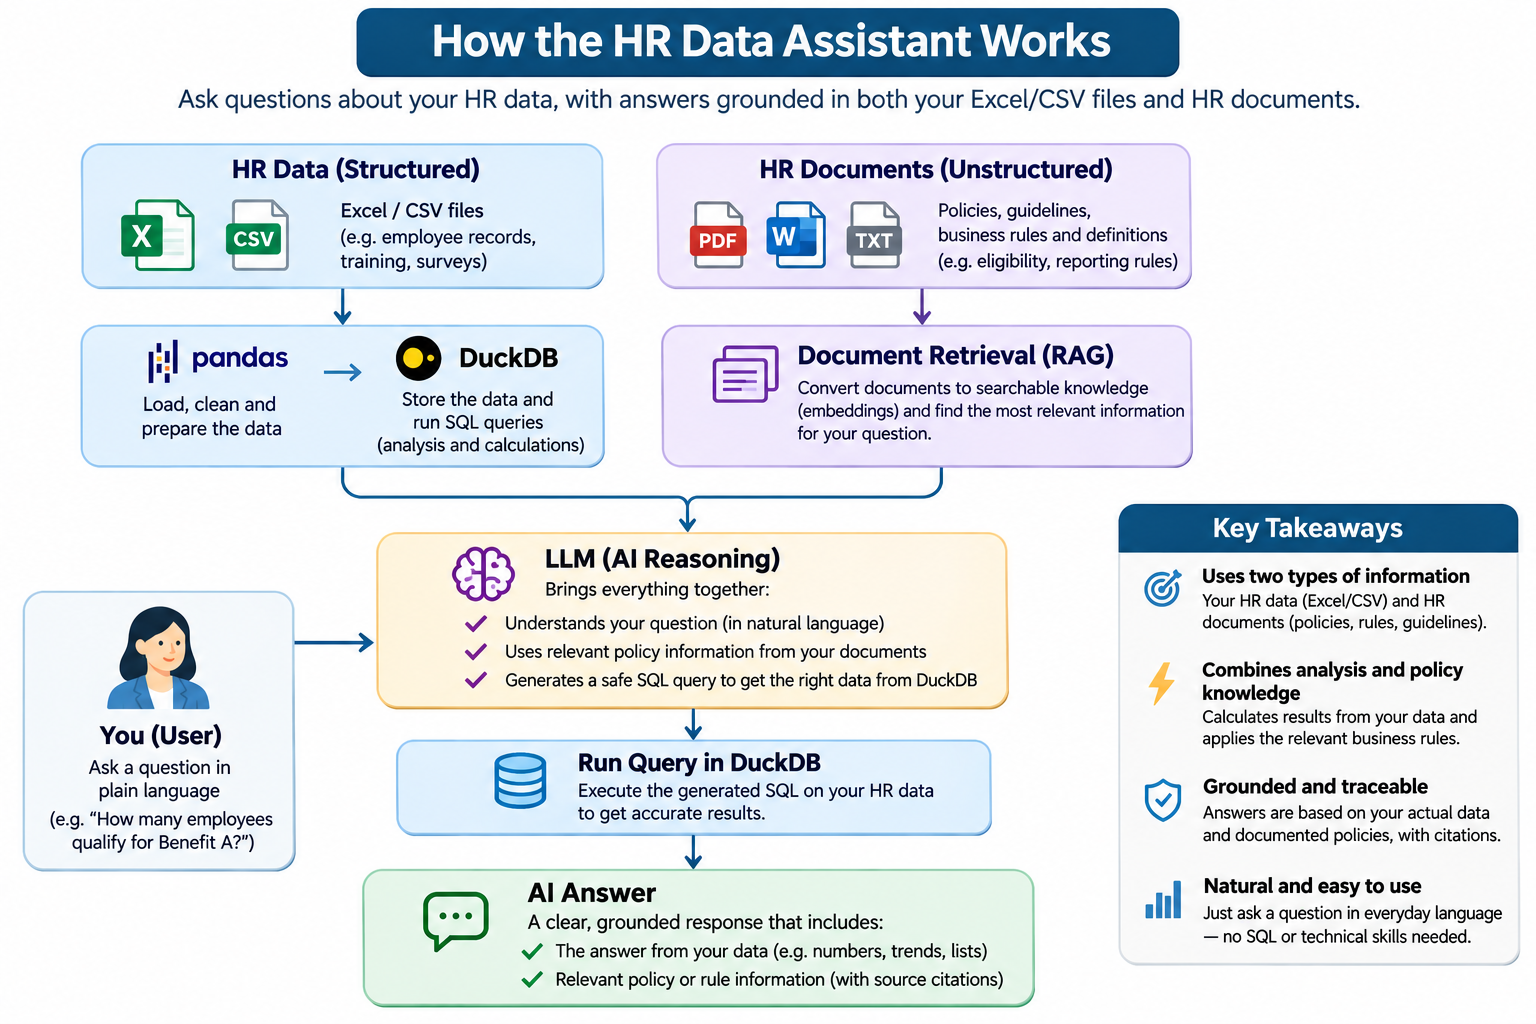 How the HR Data Assistant Works
Ask questions about your HR data, with answers grounded in both your Excel/CSV files and HR documents.
HR Data (Structured)
X
CSV
Excel / CSV files
(e.g. employee records,
training, surveys)
HR Documents (Unstructured)
PDF
W
TXT
Policies, guidelines,
business rules and definitions
(e.g. eligibility, reporting rules)
pandas
Load, clean and
prepare the data
DuckDB
Store the data and
run SQL queries
(analysis and calculations)
Document Retrieval (RAG)
Convert documents to searchable knowledge
(embeddings) and find the most relevant information
for your question.
You (User)
Ask a question in
plain language
(e.g. “How many employees
qualify for Benefit A?”)
LLM (AI Reasoning)
Brings everything together:
Understands your question (in natural language)
Uses relevant policy information from your documents
Generates a safe SQL query to get the right data from DuckDB
Run Query in DuckDB
Execute the generated SQL on your HR data
to get accurate results.
AI Answer
A clear, grounded response that includes:
The answer from your data (e.g. numbers, trends, lists)
Relevant policy or rule information (with source citations)
Key Takeaways
Uses two types of information
Your HR data (Excel/CSV) and HR
documents (policies, rules, guidelines).
Combines analysis and policy
knowledge
Calculates results from your data and
applies the relevant business rules.
Grounded and traceable
Answers are based on your actual data
and documented policies, with citations.
Natural and easy to use
Just ask a question in everyday language
— no SQL or technical skills needed.